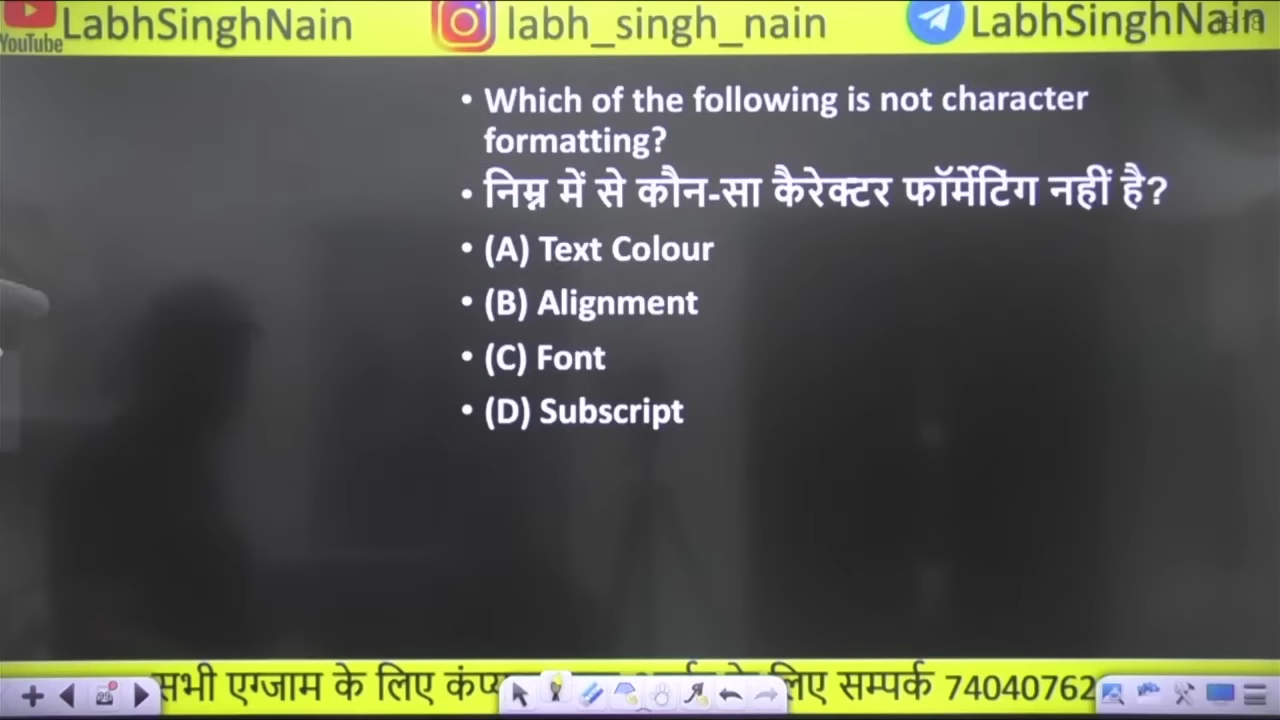 YouTube LabhSinghNain labh_singh_nain LabhSinghNain
• Which of the following is not character
formatting?
• निम्न में से कौन-सा कैरेक्टर फॉर्मेटिंग नहीं है?
• (A) Text Colour
• (B) Alignment
• (C) Font
• (D) Subscript
सभी एग्जाम के लिए लिए सम्पर्क 74040762